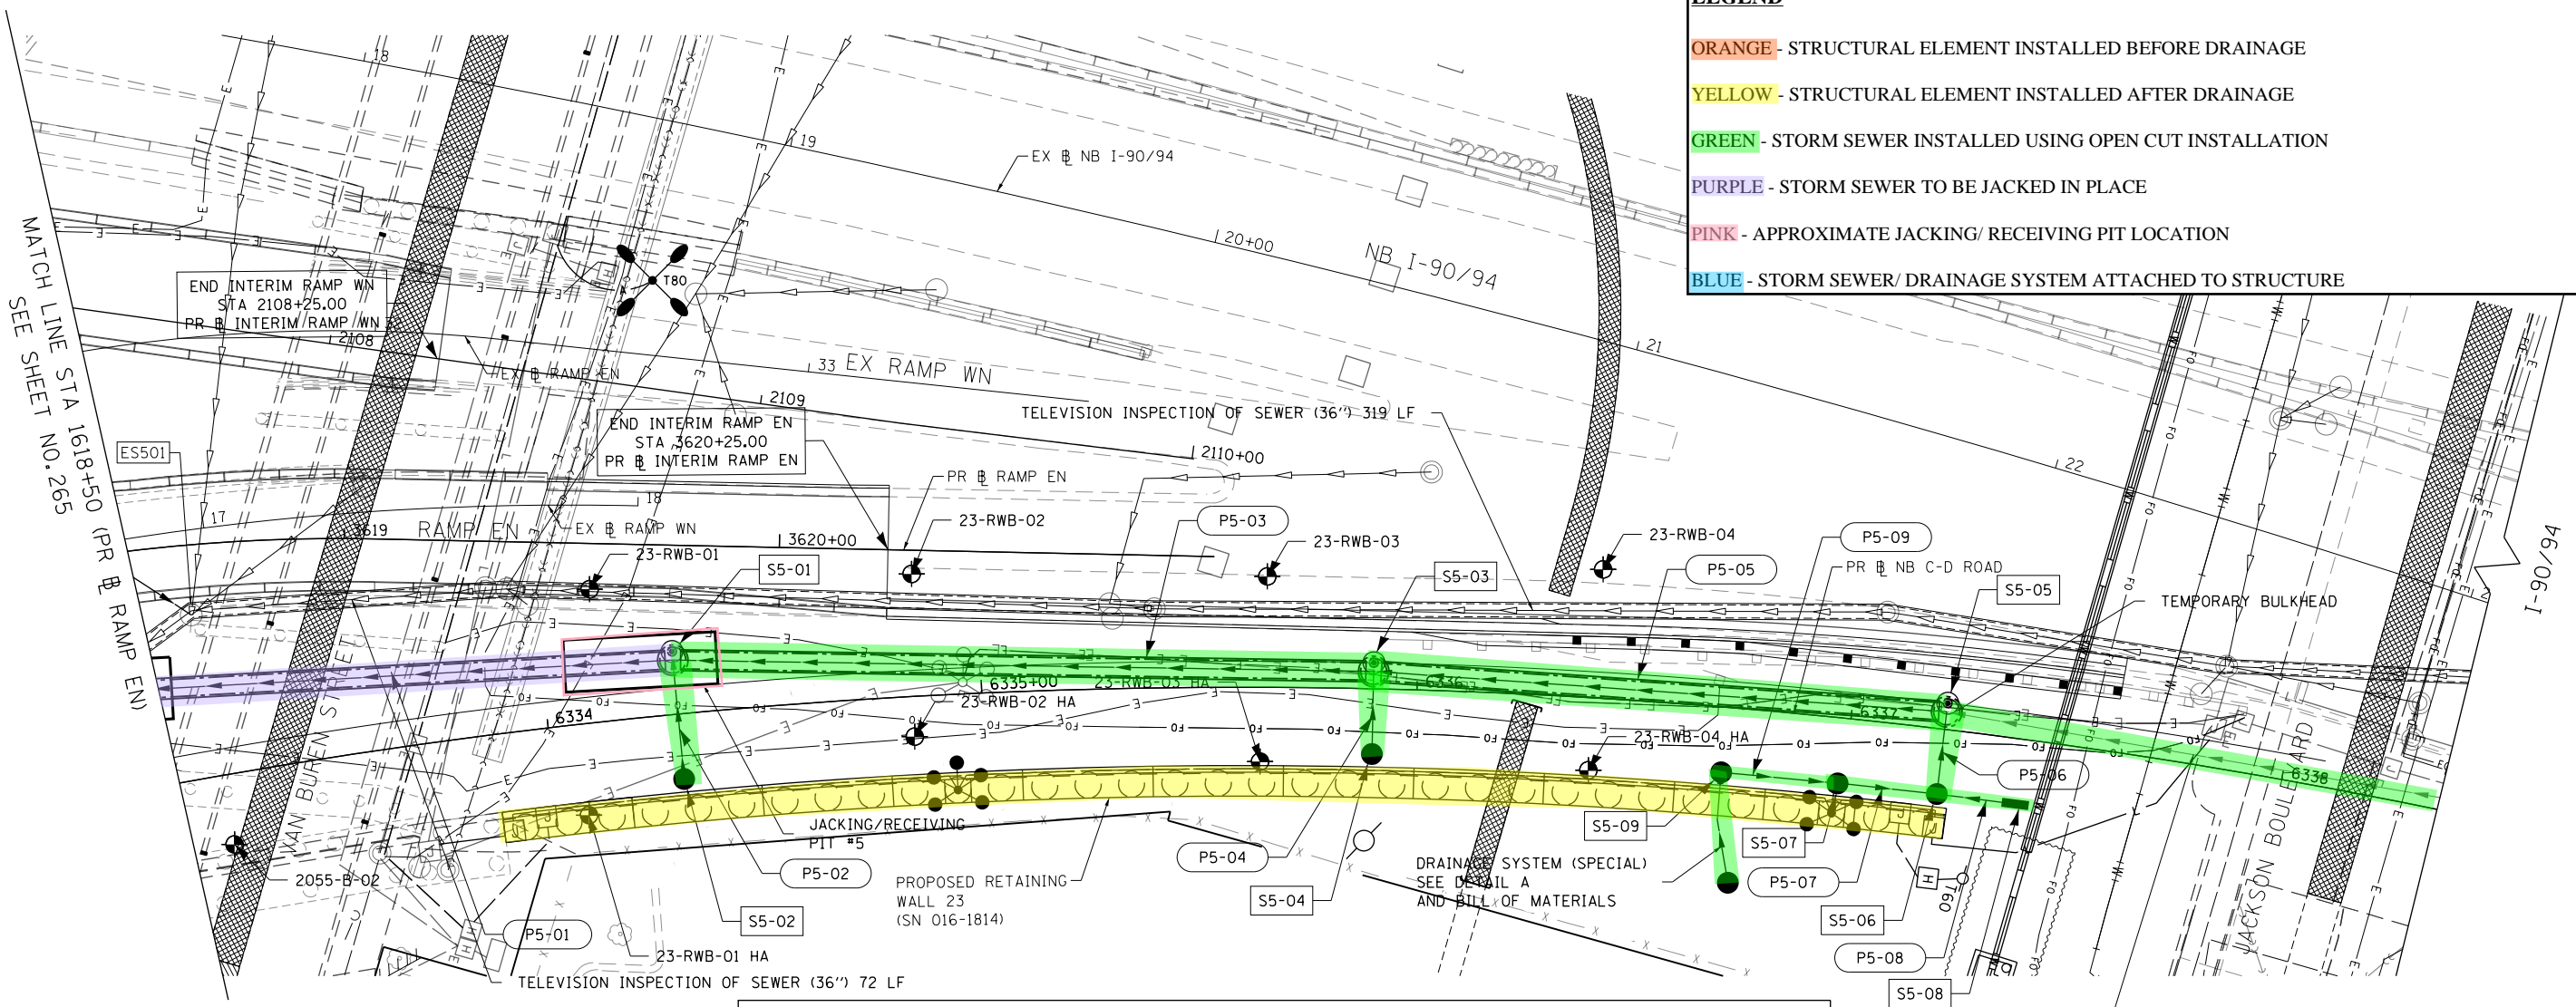 LEGEND
ORANGE - STRUCTURAL ELEMENT INSTALLED BEFORE DRAINAGE
YELLOW - STRUCTURAL ELEMENT INSTALLED AFTER DRAINAGE
GREEN - STORM SEWER INSTALLED USING OPEN CUT INSTALLATION
PURPLE - STORM SEWER TO BE JACKED IN PLACE
PINK - APPROXIMATE JACKING/ RECEIVING PIT LOCATION
BLUE - STORM SEWER/ DRAINAGE SYSTEM ATTACHED TO STRUCTURE
18
19
EX ℄ NB I-90/94
20+00
NB I-90/94
21
22
T80
END INTERIM RAMP WN
STA 2108+25.00
PR ℄ INTERIM RAMP WN
2108
EX ℄ RAMP EN
33
EX RAMP WN
2109
2110+00
MATCH LINE STA 1618+50 (PR ℄ RAMP EN)
SEE SHEET NO.265
END INTERIM RAMP EN
STA 3620+25.00
PR ℄ INTERIM RAMP EN
TELEVISION INSPECTION OF SEWER (36") 319 LF
ES501
17
18
3619
RAMP EN
EX ℄ RAMP WN
3620+00
PR ℄ RAMP EN
23-RWB-01
23-RWB-02
P5-03
23-RWB-03
23-RWB-04
P5-09
S5-01
S5-03
P5-05
PR ℄ NB C-D ROAD
S5-05
TEMPORARY BULKHEAD
I-90/94
VAN BUREN STREET
6334
6335+00
23-RWB-03 HA
23-RWB-02 HA
6336
6337
23-RWB-04 HA
P5-06
6338
JACKSON BOULEVARD
2055-B-02
JACKING/RECEIVING
PIT #5
P5-02
PROPOSED RETAINING
WALL 23
(SN 016-1814)
P5-04
S5-09
S5-07
DRAINAGE SYSTEM (SPECIAL)
SEE DETAIL A
AND BILL OF MATERIALS
P5-07
T60
S5-04
S5-02
S5-06
P5-01
P5-08
23-RWB-01 HA
TELEVISION INSPECTION OF SEWER (36") 72 LF
S5-08